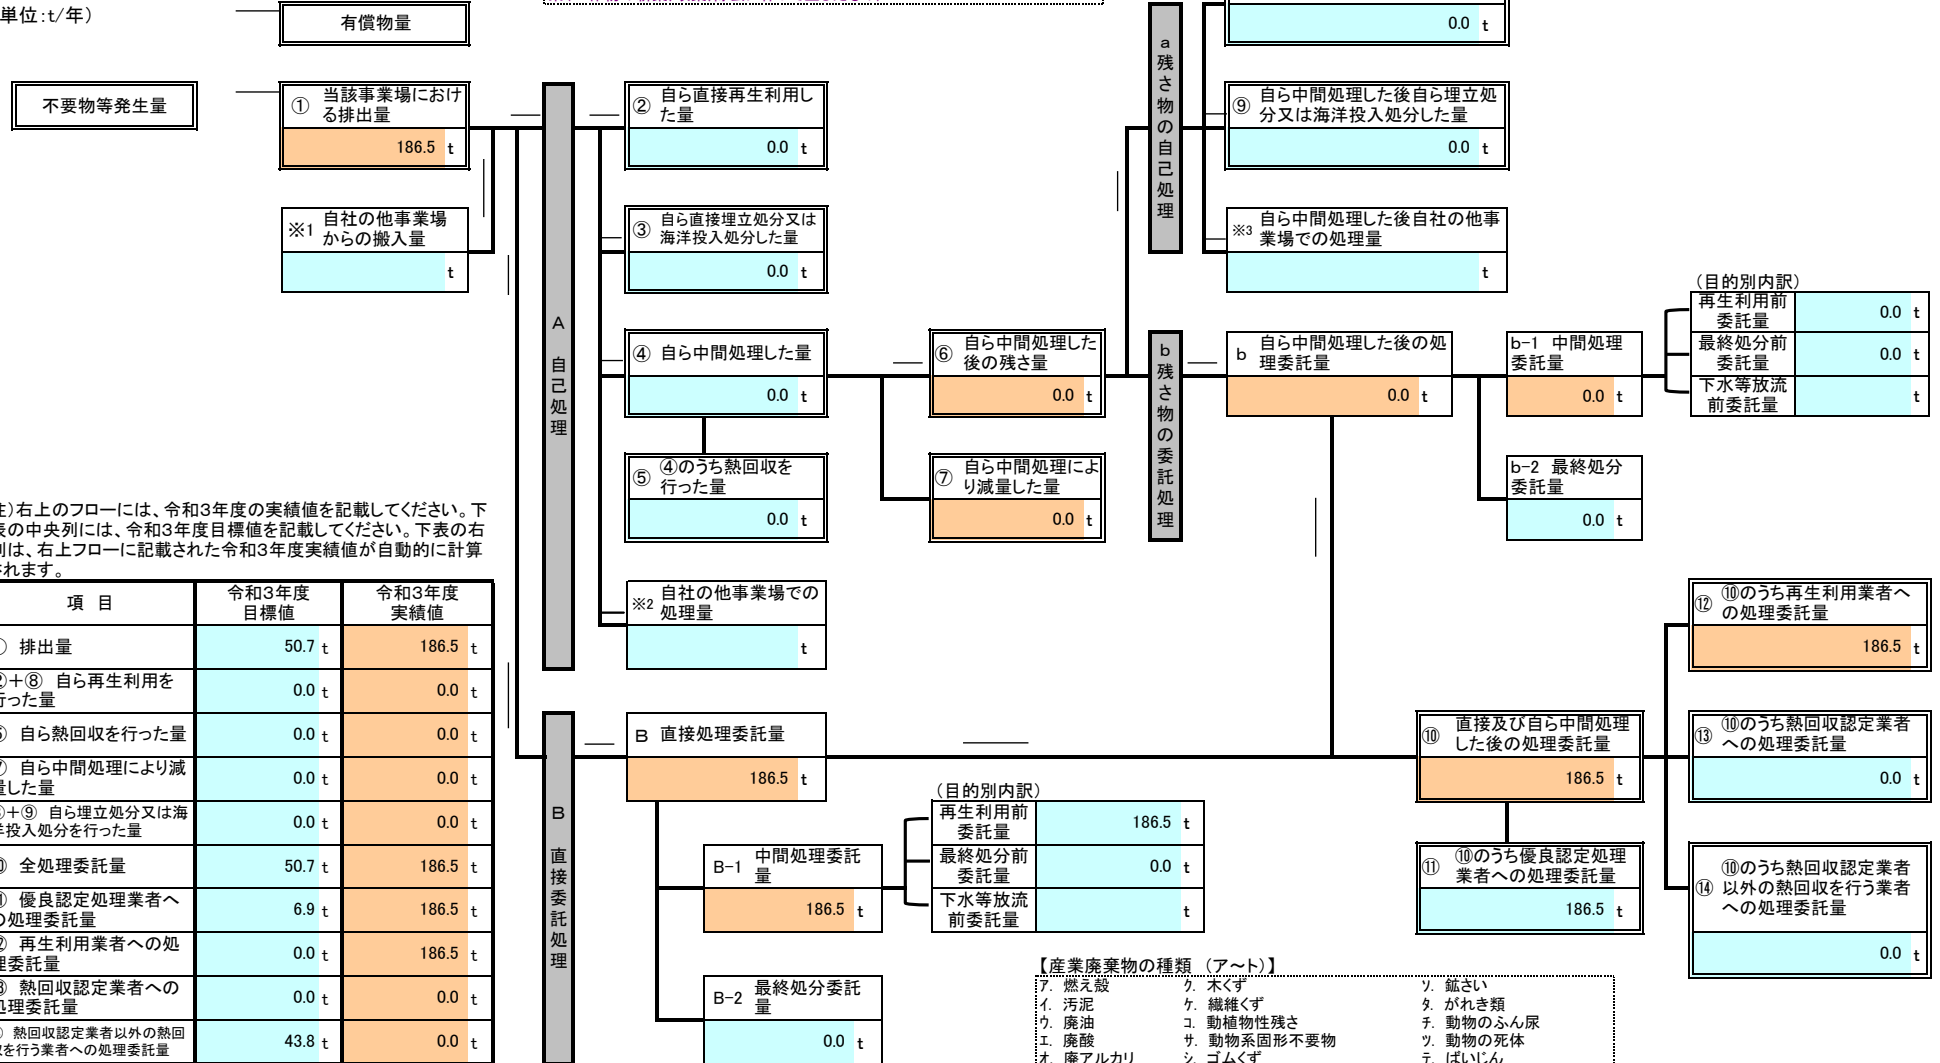 単位:t/年)
有償物量
不要物等発生量
① 当該事業場におけ
る排出量
186.5 t
※1 自社の他事業場
からの搬入量
t
A 自己処理
② 自ら直接再生利用し
た量
0.0 t
③ 自ら直接埋立処分又は
海洋投入処分した量
0.0 t
④ 自ら中間処理した量
0.0 t
⑤ ④のうち熱回収を
行った量
0.0 t
※2 自社の他事業場での
処理量
t
⑥ 自ら中間処理した
後の残さ量
0.0 t
⑦ 自ら中間処理によ
り減量した量
0.0 t
a残さ物の自己処理
0.0 t
⑨ 自ら中間処理した後自ら埋立処
分又は海洋投入処分した量
0.0 t
※3 自ら中間処理した後自社の他事
業場での処理量
t
b残さ物の委託処理
b 自ら中間処理した後の処
理委託量
0.0 t
b-1 中間処理
委託量
0.0 t
b-2 最終処分
委託量
0.0 t
(目的別内訳)
再生利用前
委託量
0.0 t
最終処分前
委託量
0.0 t
下水等放流
前委託量
t
)右上のフローには、令和3年度の実績値を記載してください。下
表の中央列には、令和3年度目標値を記載してください。下表の右
列は、右上フローに記載された令和3年度実績値が自動的に計算
されます。
項 目 令和3年度
目標値 令和3年度
実績値
排出量 50.7 t 186.5 t
②+⑧ 自ら再生利用を
行った量 0.0 t 0.0 t
自ら熱回収を行った量 0.0 t 0.0 t
自ら中間処理により減
量した量 0.0 t 0.0 t
+⑨ 自ら埋立処分又は海
洋投入処分を行った量 0.0 t 0.0 t
全処理委託量 50.7 t 186.5 t
優良認定処理業者へ
の処理委託量 6.9 t 186.5 t
再生利用業者への処
理委託量 0.0 t 186.5 t
熱回収認定業者への
処理委託量 0.0 t 0.0 t
熱回収認定業者以外の熱回
収を行う業者への処理委託量 43.8 t 0.0 t
B 直接委託処理
B 直接処理委託量
186.5 t
B-1 中間処理委託
量
186.5 t
B-2 最終処分委託
量
0.0 t
(目的別内訳)
再生利用前
委託量
186.5 t
最終処分前
委託量
0.0 t
下水等放流
前委託量
t
⑩ 直接及び自ら中間処理
した後の処理委託量
186.5 t
⑪ ⑩のうち優良認定処理
業者への処理委託量
186.5 t
⑫ ⑩のうち再生利用業者へ
の処理委託量
186.5 t
⑬ ⑩のうち熱回収認定業者
への処理委託量
0.0 t
⑭ ⑩のうち熱回収認定業者
以外の熱回収を行う業者
への処理委託量
0.0 t
【産業廃棄物の種類 (ア~ト)】
ア. 燃え殻 ク. 木くず ソ. 鉱さい
イ. 汚泥 ケ. 繊維くず タ. がれき類
ウ. 廃油 コ. 動植物性残さ チ. 動物のふん尿
エ. 廃酸 サ. 動物系固形不要物 ツ. 動物の死体
オ. 廃アルカリ シ. ゴムくず テ. ばいじん